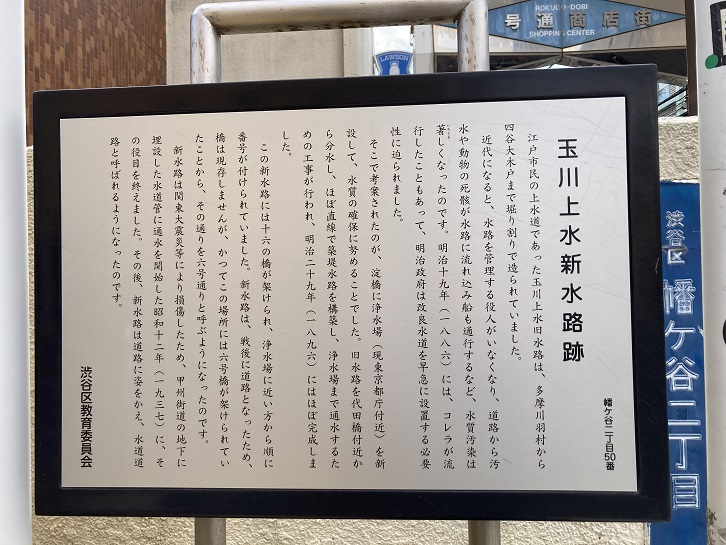 ROKUGO-DORI
号通商店街
SHOPPING CENTER
LAWSON
玉川上水新水路跡
幡ケ谷二丁目50番
江戸市民の上水道であった玉川上水旧水路は、多摩川羽村から
四谷大木戸まで堀り割りで造られていました。
近代になると、水路を管理する役人がいなくなり、道路から汚
水や動物の死骸が水路に流れ込み船も通行するなど、水質汚染は
著しくなったのです。明治十九年（一八八六）には、コレラが流
行したこともあって、明治政府は改良水道を早急に設置する必要
性に迫られました。
そこで考案されたのが、淀橋に浄水場（現東京都庁付近）を新
設して、水質の確保に努めることでした。旧水路を代田橋付近か
ら分水し、ほぼ直線で築堤水路を構築し、浄水場まで通水するた
めの工事が行われ、明治二十九年（一八九六）にはほぼ完成しま
した。
この新水路には十六の橋が架けられ、浄水場に近い方から順に
番号が付けられていました。新水路は、戦後に道路となったため、
橋は現存しませんが、かつてこの場所には六号橋が架けられてい
たことから、その通りを六号通りと呼ぶようになったのです。
新水路は関東大震災等により損傷したため、甲州街道の地下に
埋設した水道管に通水を開始した昭和十二年（一九三七）に、そ
の役目を終えました。その後、新水路は道路に姿をかえ、水道道
路と呼ばれるようになったのです。
渋谷区教育委員会
渋谷区
幡ケ谷二丁目